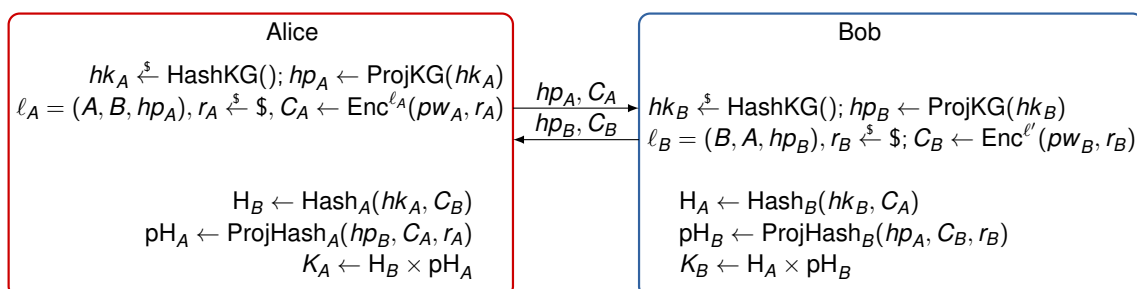 Alice
hk_A ←$ HashKG(); hp_A ← ProjKG(hk_A)
ℓ_A = (A, B, hp_A), r_A ←$ $, C_A ← Enc^{ℓ_A}(pw_A, r_A)
H_B ← Hash_A(hk_A, C_B)
pH_A ← ProjHash_A(hp_B, C_A, r_A)
K_A ← H_B × pH_A
hp_A, C_A
hp_B, C_B
Bob
hk_B ←$ HashKG(); hp_B ← ProjKG(hk_B)
ℓ_B = (B, A, hp_B), r_B ←$ $; C_B ← Enc^{ℓ'}(pw_B, r_B)
H_A ← Hash_B(hk_B, C_A)
pH_B ← ProjHash_B(hp_A, C_B, r_B)
K_B ← H_A × pH_B